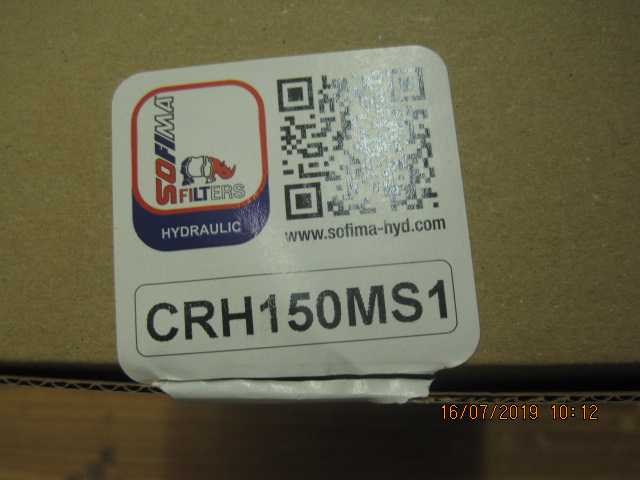 SOFIMA
FILTERS
HYDRAULIC
www.sofima-hyd.com
CRH150MS1
16/07/2019 10:12